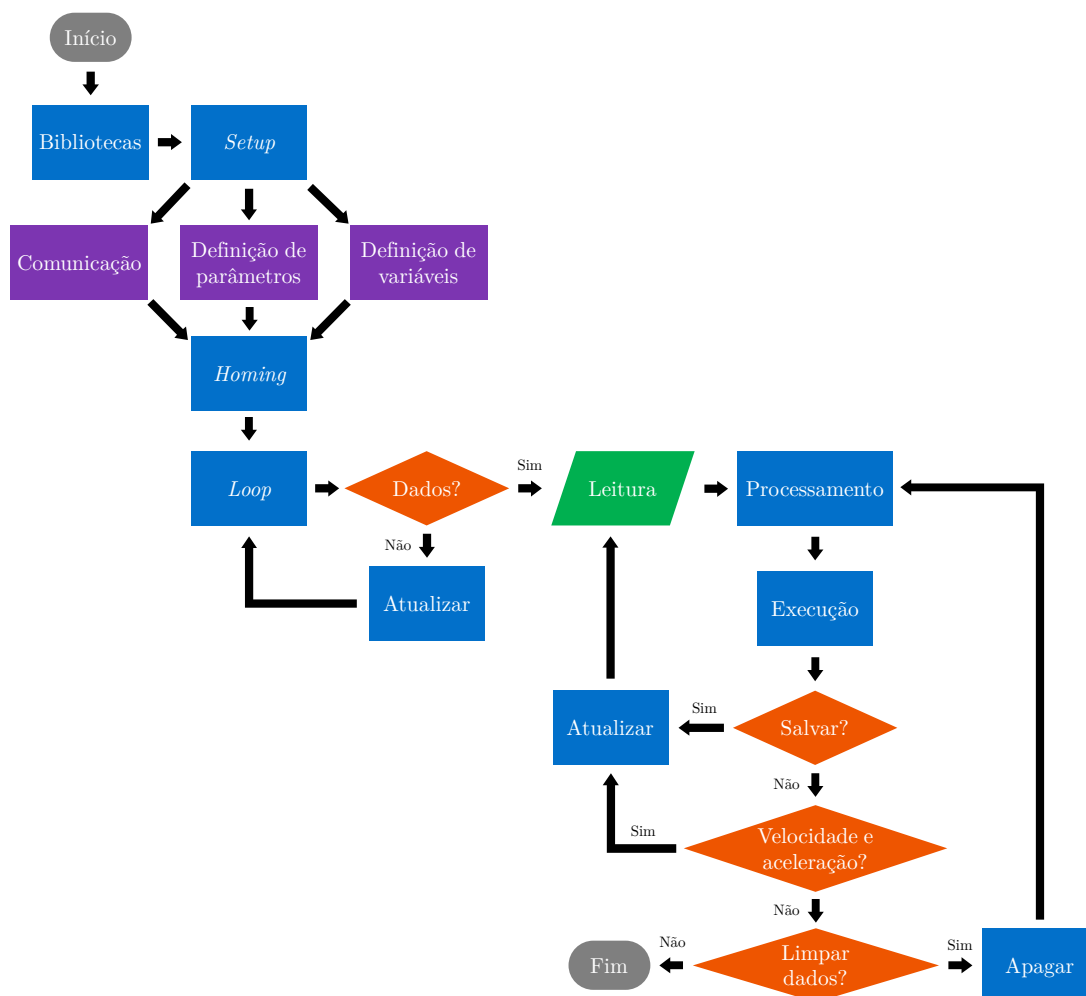 Início
Bibliotecas
Setup
Comunicação
Definição de
parâmetros
Definição de
variáveis
Homing
Loop
Dados?
Sim
Leitura
Processamento
Não
Atualizar
Execução
Atualizar
Sim
Salvar?
Não
Sim
Velocidade e
aceleração?
Não
Fim
Não
Limpar
dados?
Sim
Apagar